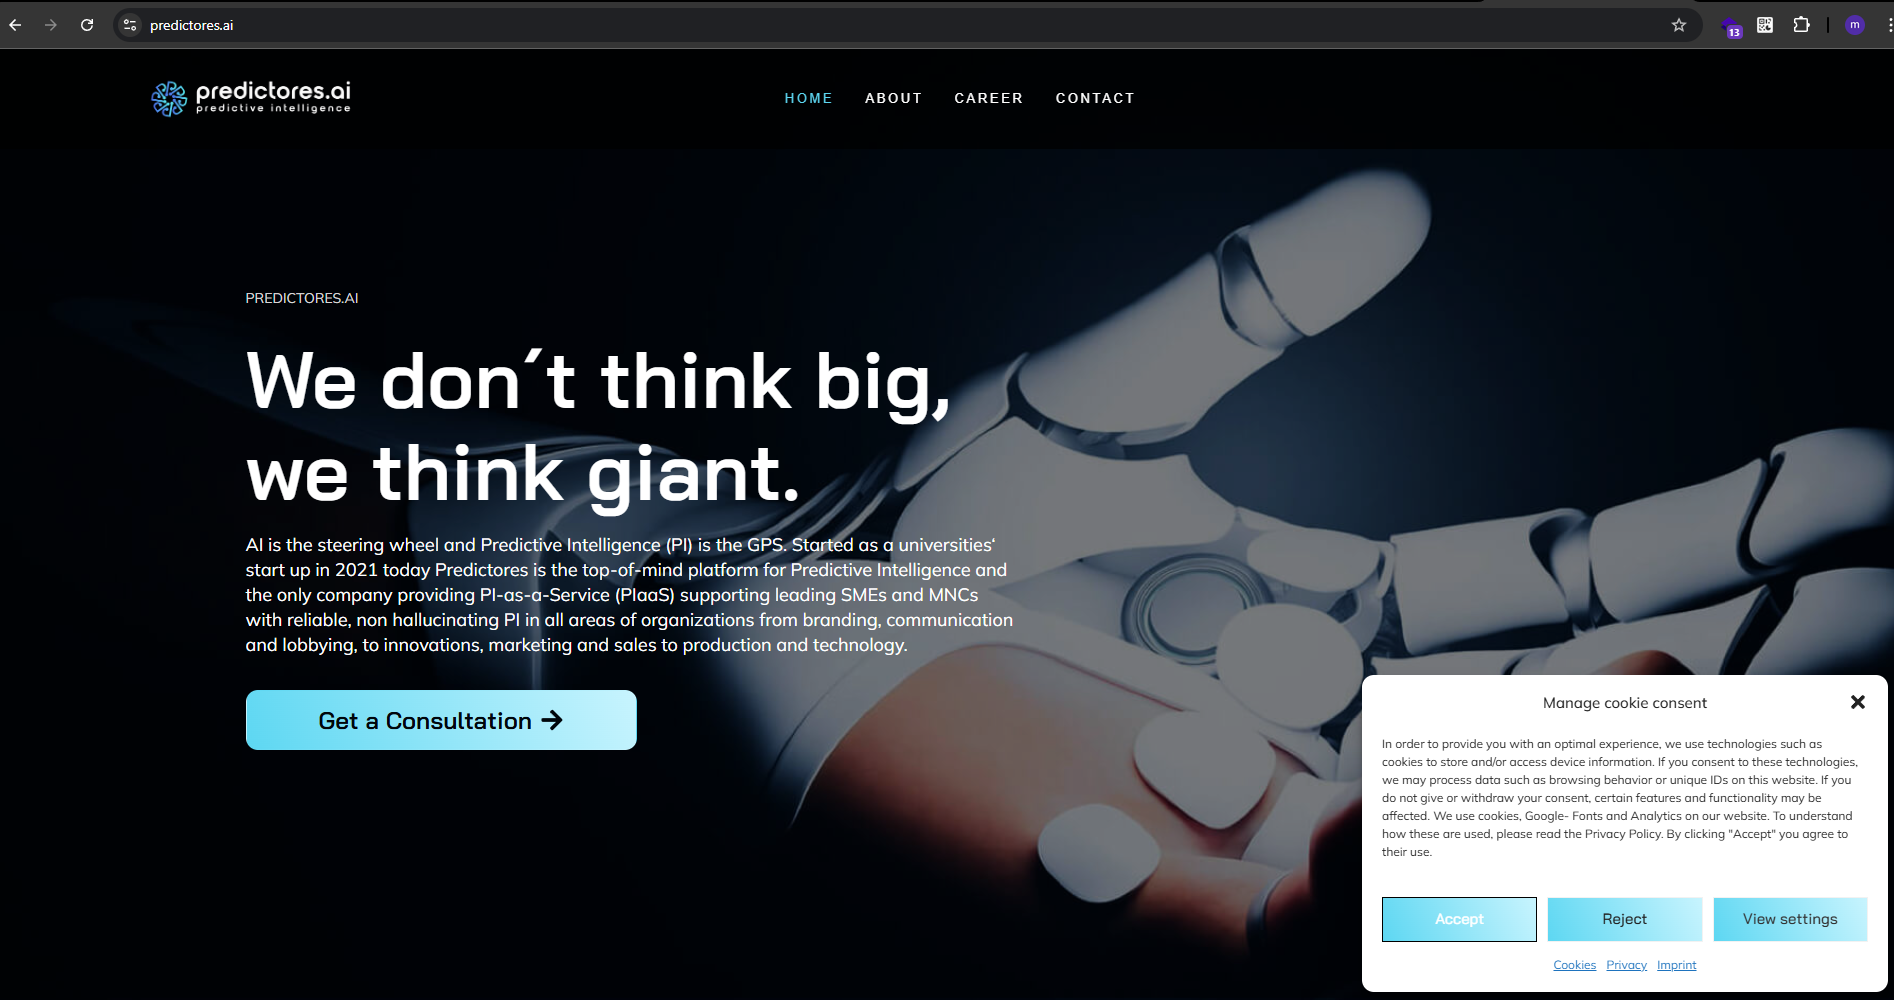 predictores.ai
13
m
predictores.ai
predictive intelligence
HOME ABOUT CAREER CONTACT
PREDICTORES.AI
We don´t think big,
we think giant.
AI is the steering wheel and Predictive Intelligence (PI) is the GPS. Started as a universities‘
start up in 2021 today Predictores is the top-of-mind platform for Predictive Intelligence and
the only company providing PI-as-a-Service (PIaaS) supporting leading SMEs and MNCs
with reliable, non hallucinating PI in all areas of organizations from branding, communication
and lobbying, to innovations, marketing and sales to production and technology.
Get a Consultation
Manage cookie consent
In order to provide you with an optimal experience, we use technologies such as
cookies to store and/or access device information. If you consent to these technologies,
we may process data such as browsing behavior or unique IDs on this website. If you
do not give or withdraw your consent, certain features and functionality may be
affected. We use cookies, Google- Fonts and Analytics on our website. To understand
how these are used, please read the Privacy Policy. By clicking "Accept" you agree to
their use.
Accept Reject View settings
Cookies Privacy Imprint